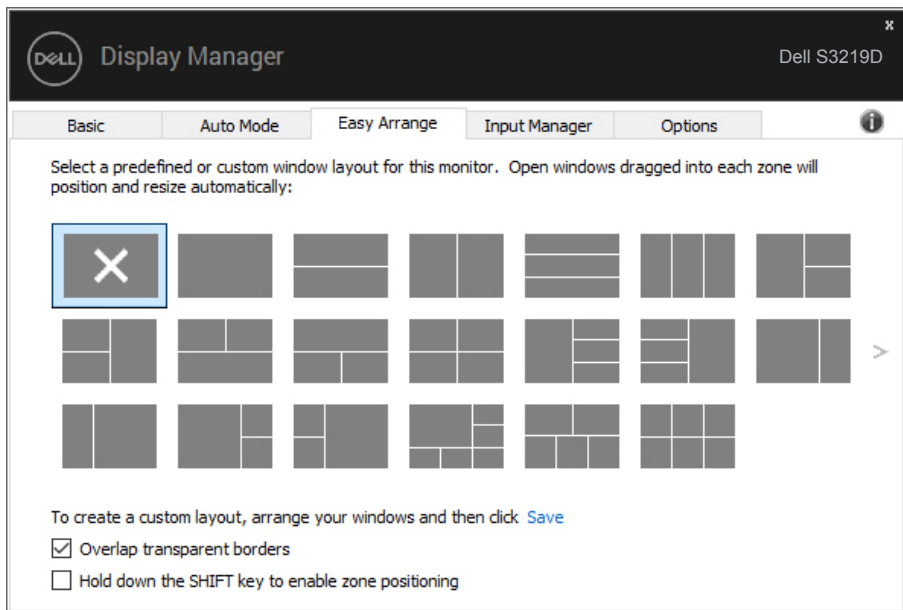 x
DELL
Display Manager
Dell S3219D
Basic
Auto Mode
Easy Arrange
Input Manager
Options
i
Select a predefined or custom window layout for this monitor. Open windows dragged into each zone will
position and resize automatically:
>
To create a custom layout, arrange your windows and then click Save
Overlap transparent borders
Hold down the SHIFT key to enable zone positioning